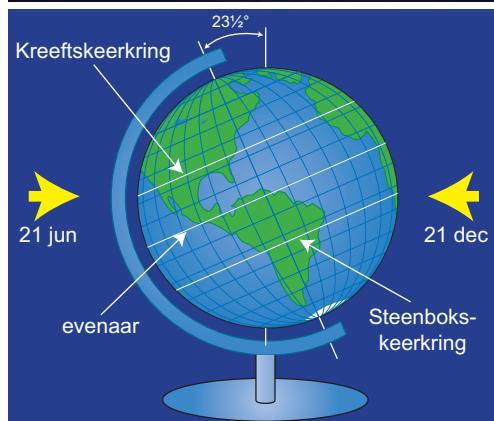 23½°
Kreeftskeerkring
21 jun
21 dec
evenaar
Steenboks-
keerkring